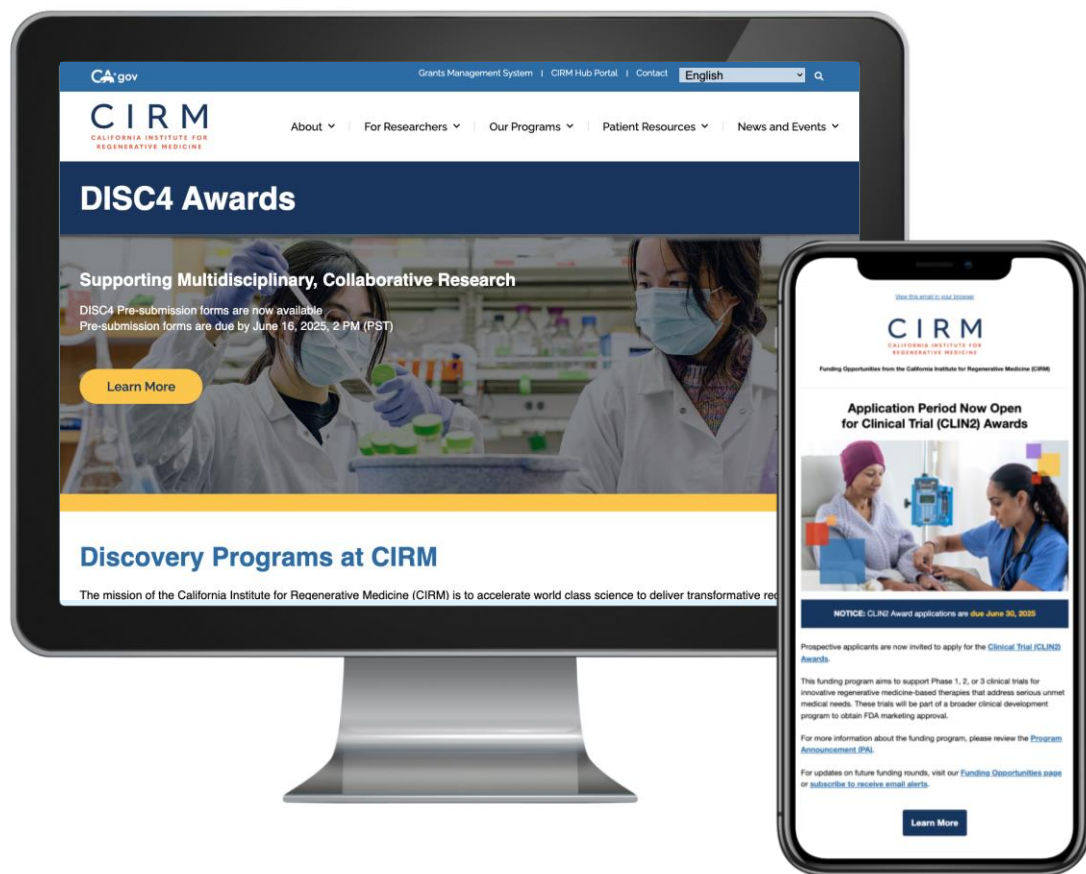 CA.gov
Grants Management System | CIRM Hub Portal | Contact
English
CIRM
CALIFORNIA INSTITUTE FOR
REGENERATIVE MEDICINE
About
For Researchers
Our Programs
Patient Resources
News and Events
DISC4 Awards
Supporting Multidisciplinary, Collaborative Research
DISC4 Pre-submission forms are now available
Pre-submission forms are due by June 16, 2025, 2 PM (PST)
Learn More
Discovery Programs at CIRM
The mission of the California Institute for Regenerative Medicine (CIRM) is to accelerate world class science to deliver transformative
View this email in your browser
CIRM
CALIFORNIA INSTITUTE FOR
REGENERATIVE MEDICINE
Funding Opportunities from the California Institute for Regenerative Medicine (CIRM)
Application Period Now Open
for Clinical Trial (CLIN2) Awards
NOTICE: CLIN2 Award applications are due June 30, 2025
Prospective applicants are now invited to apply for the Clinical Trial (CLIN2)
Awards.
This funding program aims to support Phase 1, 2, or 3 clinical trials for
innovative regenerative medicine-based therapies that address serious unmet
medical needs. These trials will be part of a broader clinical development
program to obtain FDA marketing approval.
For more information about the funding program, please review the Program
Announcement (PA).
For updates on future funding rounds, visit our Funding Opportunities page
or subscribe to receive email alerts.
Learn More